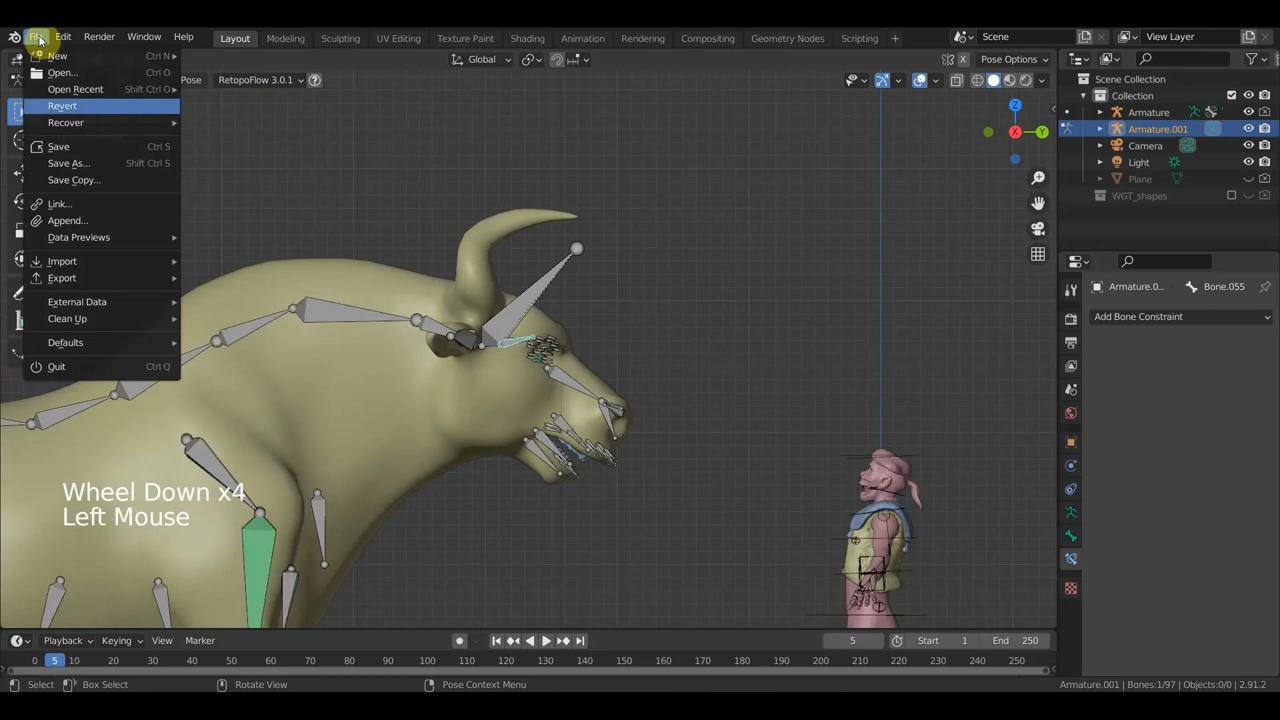 File Edit Render Window Help Layout Modeling Sculpting UV Editing Texture Paint Shading Animation Rendering Compositing Geometry Nodes Scripting + Scene View Layer
New Ctrl N
Open... Ctrl O
Open Recent Shift Ctrl O
Revert
Recover
Save Ctrl S
Save As... Shift Ctrl S
Save Copy...
Link...
Append...
Data Previews
Import
Export
External Data
Clean Up
Defaults
Quit Ctrl Q
Global X Pose Options
Pose RetopoFlow 3.0.1
Z
X
Y
Scene Collection
Collection
Armature
Armature.001
Camera
Light
Plane
WGT_shapes
Armature.0... Bone.055
Add Bone Constraint
Wheel Down x4
Left Mouse
Playback Keying View Marker 5 Start 1 End 250
0 5 10 20 30 40 50 60 70 80 90 100 110 120 130 140 150 160 170 180 190 200 210 220 230 240 250
Select Box Select Rotate View Pose Context Menu Armature.001 | Bones:1/97 | Objects:0/0 | 2.91.2